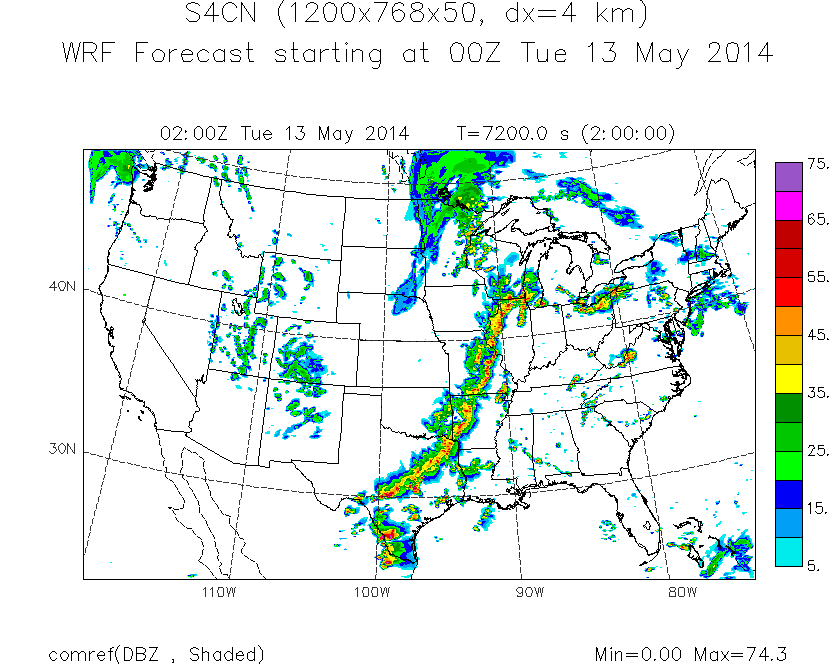 S4CN (1200x768x50, dx=4 km)
WRF Forecast starting at 00Z Tue 13 May 2014
02:00Z Tue 13 May 2014 T=7200.0 s (2:00:00)
75.
65.
55.
45.
35.
25.
15.
5.
40N
30N
110W
100W
90W
80W
comref(DBZ , Shaded)
Min=0.00 Max=74.3